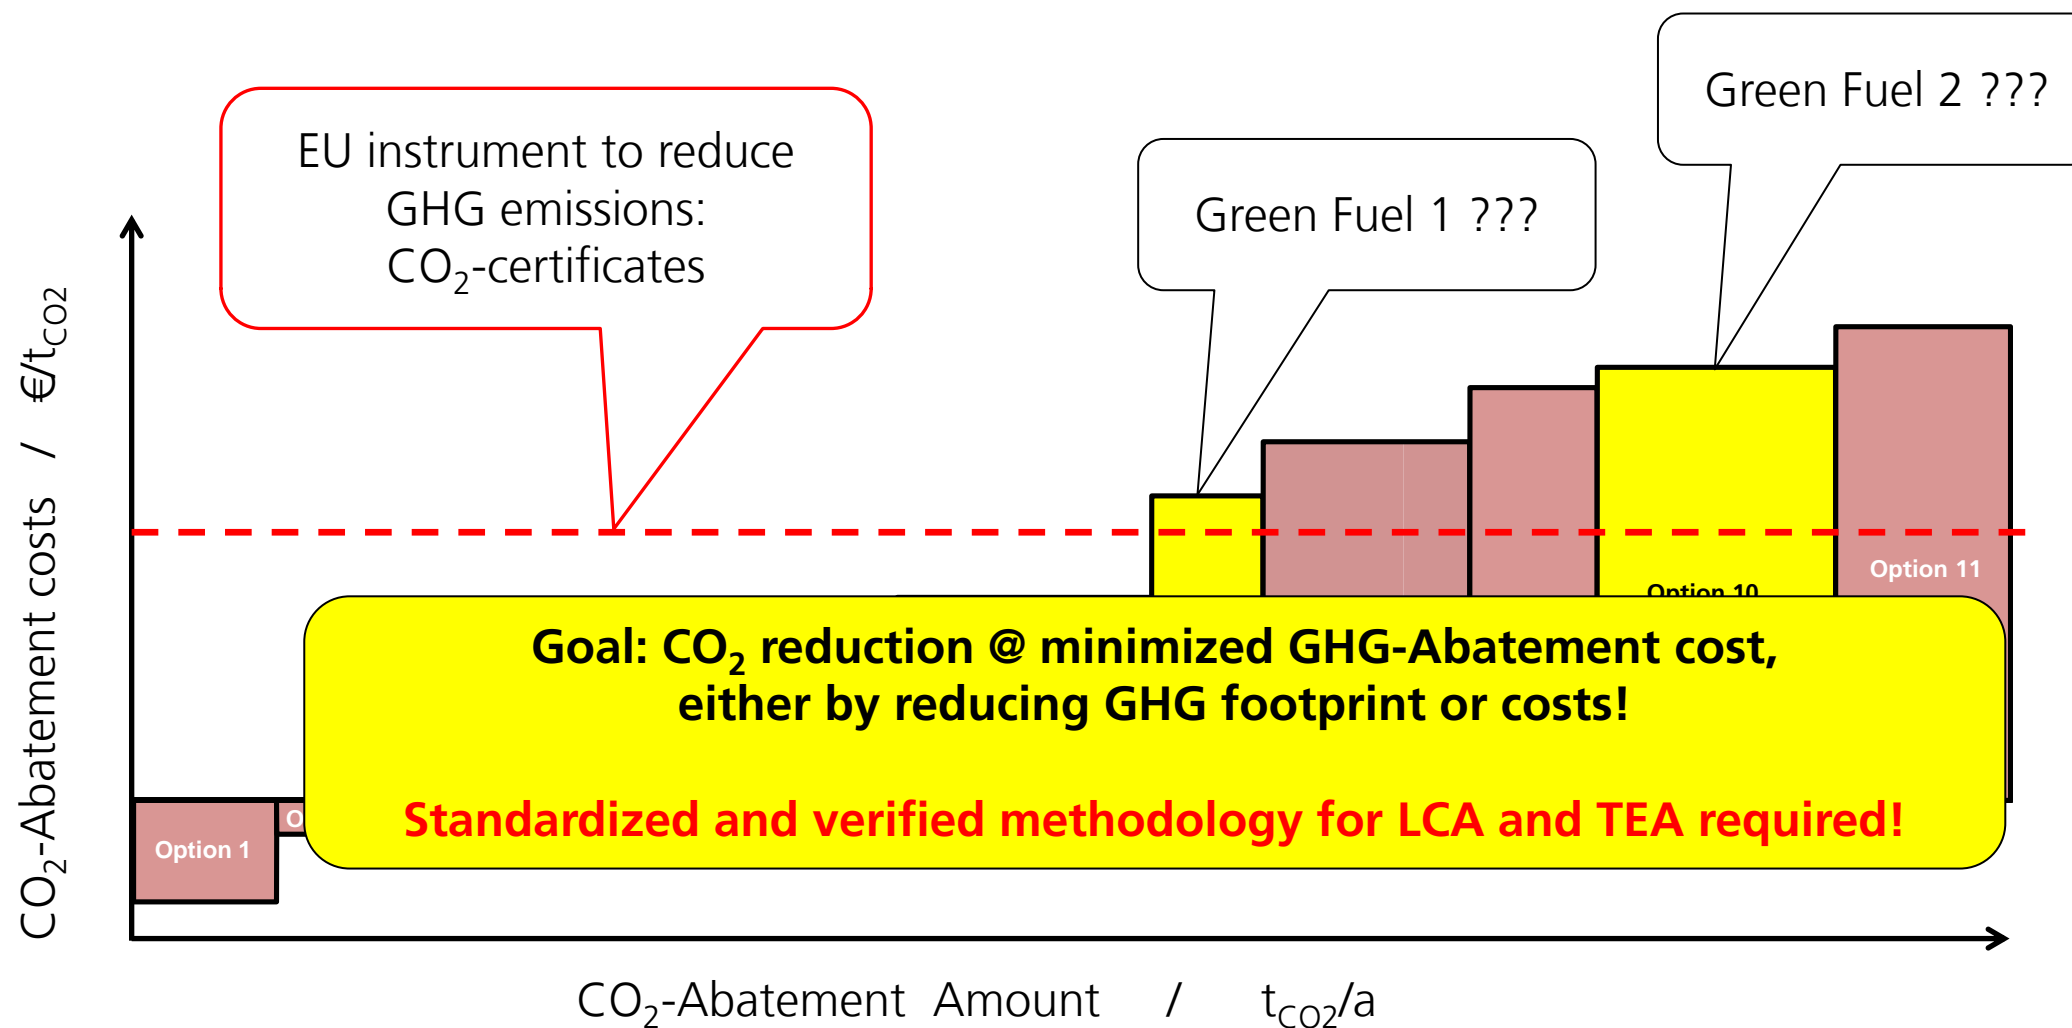 Green Fuel 2 ???
EU instrument to reduce
GHG emissions:
CO₂-certificates
Green Fuel 1 ???
CO₂-Abatement costs / €/t_CO2
Option 11
Option 10
Goal: CO₂ reduction @ minimized GHG-Abatement cost,
either by reducing GHG footprint or costs!
Standardized and verified methodology for LCA and TEA required!
Option 1
CO₂-Abatement Amount / t_CO2/a